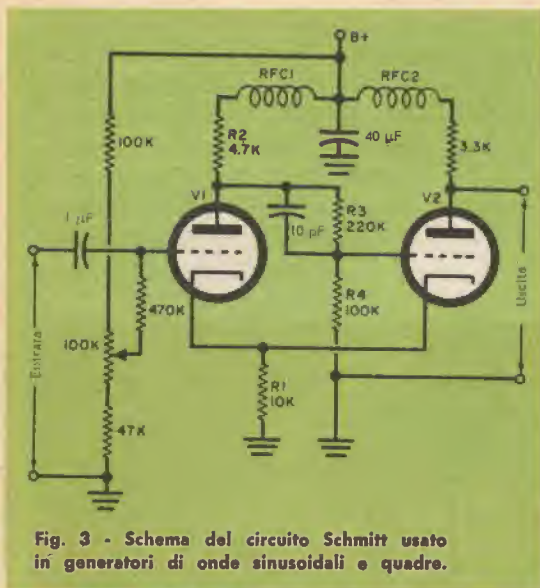 B+
RFC1
RFC2
100K
R2
4.7K
40 µF
3.3K
V1
V2
1 µF
10 pF
R3
220K
470K
R4
100K
Entrata
100K
Uscita
R1
10K
47K
Fig. 3 - Schema del circuito Schmitt usato
in generatori di onde sinusoidali e quadre.